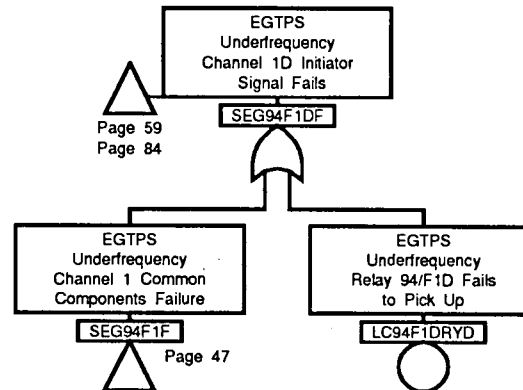 EGTPS
Underfrequency
Channel 1D Initiator
Signal Fails
Page 59
Page 84
SEG94F1DF
EGTPS
Underfrequency
Channel 1 Common
Components Failure
SEG94F1F
Page 47
EGTPS
Underfrequency
Relay 94/F1D Fails
to Pick Up
LC94F1DRYD